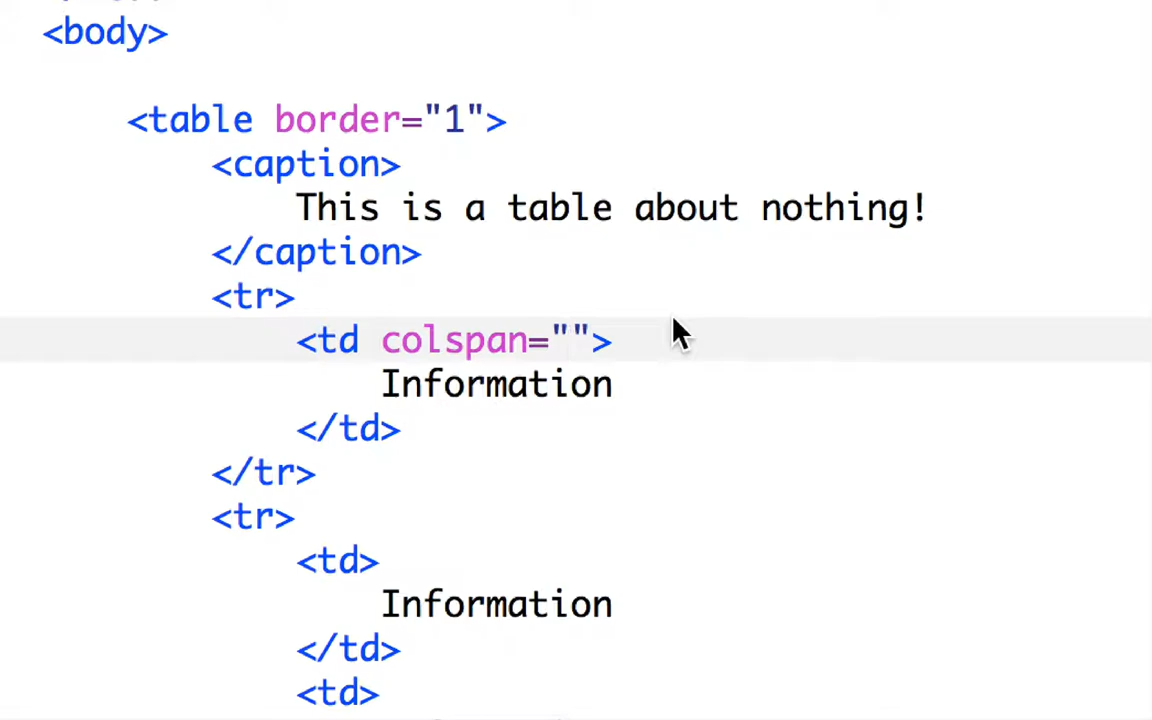 <body>
<table border="1">
<caption>
This is a table about nothing!
</caption>
<tr>
<td colspan="">
Information
</td>
</tr>
<tr>
<td>
Information
</td>
<td>